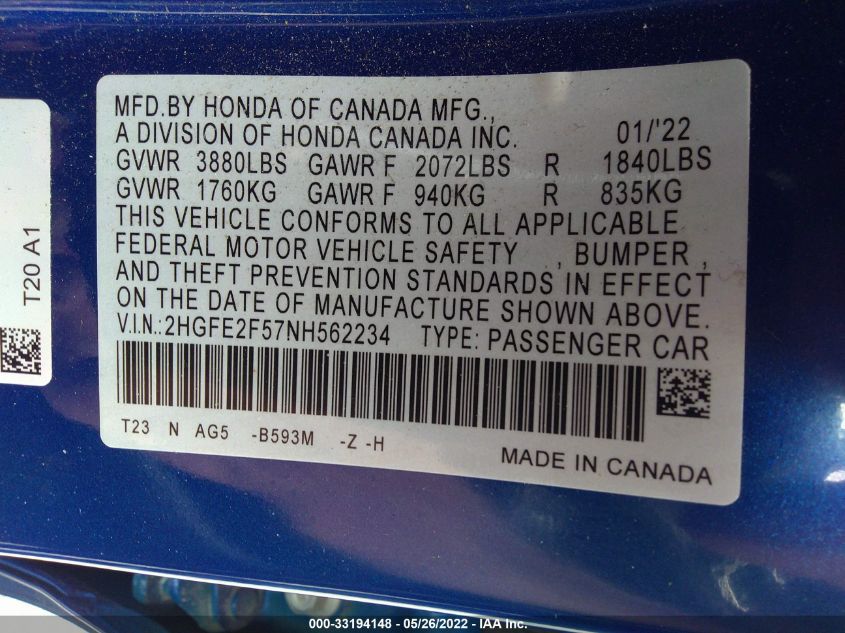 MFD.BY HONDA OF CANADA MFG.,
A DIVISION OF HONDA CANADA INC. 01/'22
GVWR 3880LBS GAWR F 2072LBS R 1840LBS
GVWR 1760KG GAWR F 940KG R 835KG
THIS VEHICLE CONFORMS TO ALL APPLICABLE
FEDERAL MOTOR VEHICLE SAFETY , BUMPER ,
AND THEFT PREVENTION STANDARDS IN EFFECT
ON THE DATE OF MANUFACTURE SHOWN ABOVE.
V.I.N.:2HGFE2F57NH562234 TYPE: PASSENGER CAR
T23 N AG5 -B593M -Z -H
MADE IN CANADA
T20 A1
000-33194148 - 05/26/2022 - IAA Inc.